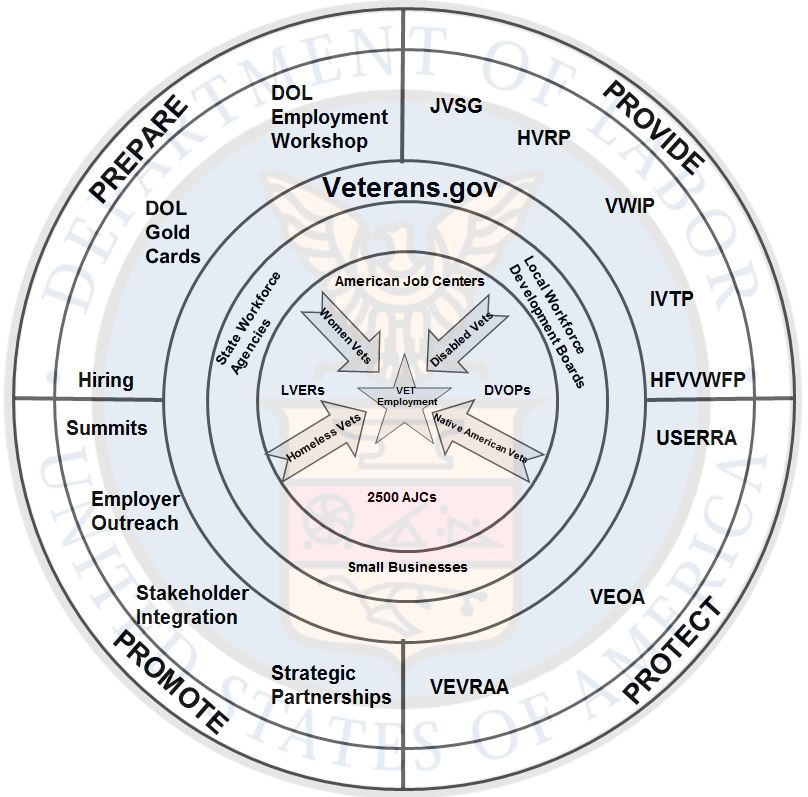 DEPARTMENT OF LABOR
UNITED STATES OF AMERICA
PREPARE
PROVIDE
DOL
Employment
Workshop
JVSG
HVRP
Veterans.gov
VWIP
DOL
Gold
Cards
IVTP
HFVVWFP
Hiring
State Workforce
Agencies
American Job Centers
Local Workforce
Development Boards
Women Vets
Disabled Vets
LVERs
VET
Employment
DVOPs
Homeless Vets
Native American Vets
2500 AJCs
Small Businesses
Summits
USERRA
Employer
Outreach
Stakeholder
Integration
VEOA
Strategic
Partnerships
VEVRAA
PROMOTE
PROTECT